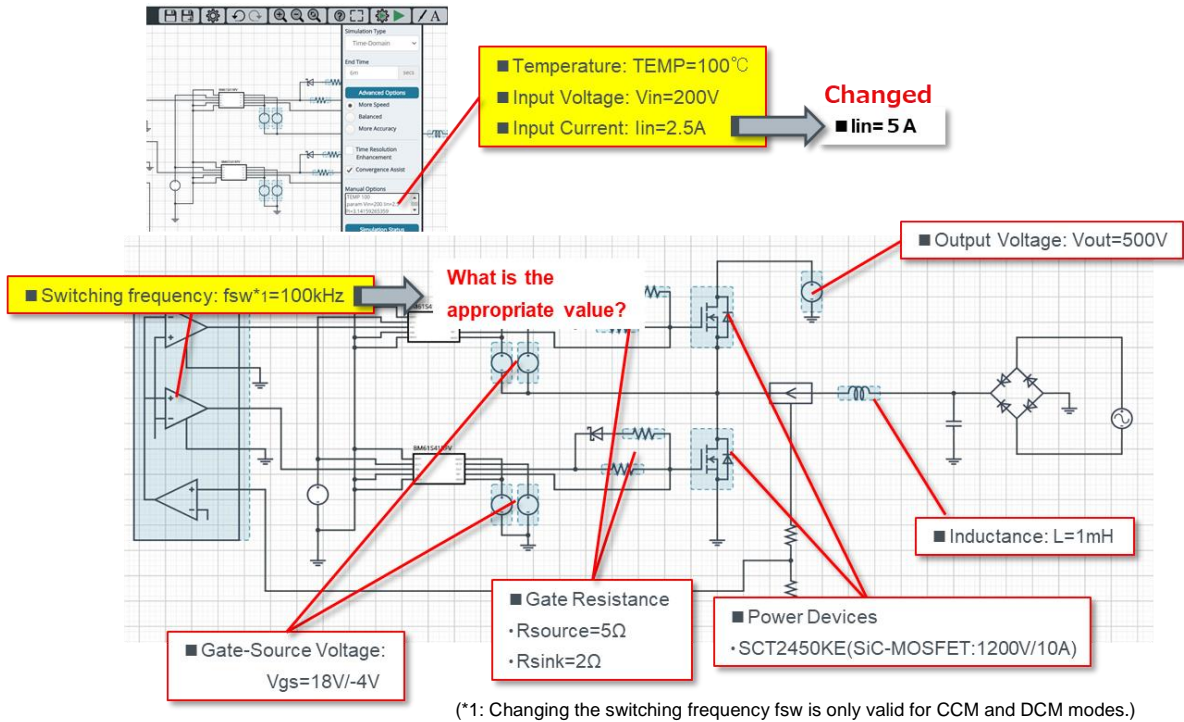 Simulation Type
Time-Domain
End Time
6m secs
Advanced Options
More Speed
Balanced
More Accuracy
Time Resolution
Enhancement
✓ Convergence Assist
Manual Options
TEMP 100
Simulation Status
■ Temperature: TEMP=100℃
■ Input Voltage: Vin=200V
■ Input Current: Iin=2.5A
Changed
■ Iin=5A
■ Output Voltage: Vout=500V
■ Switching frequency: fsw*1=100kHz
What is the
appropriate value?
■ Inductance: L=1mH
■ Gate Resistance
・Rsource=5Ω
・Rsink=2Ω
■ Power Devices
・SCT2450KE(SiC-MOSFET:1200V/10A)
■ Gate-Source Voltage:
Vgs=18V/-4V
(*1: Changing the switching frequency fsw is only valid for CCM and DCM modes.)